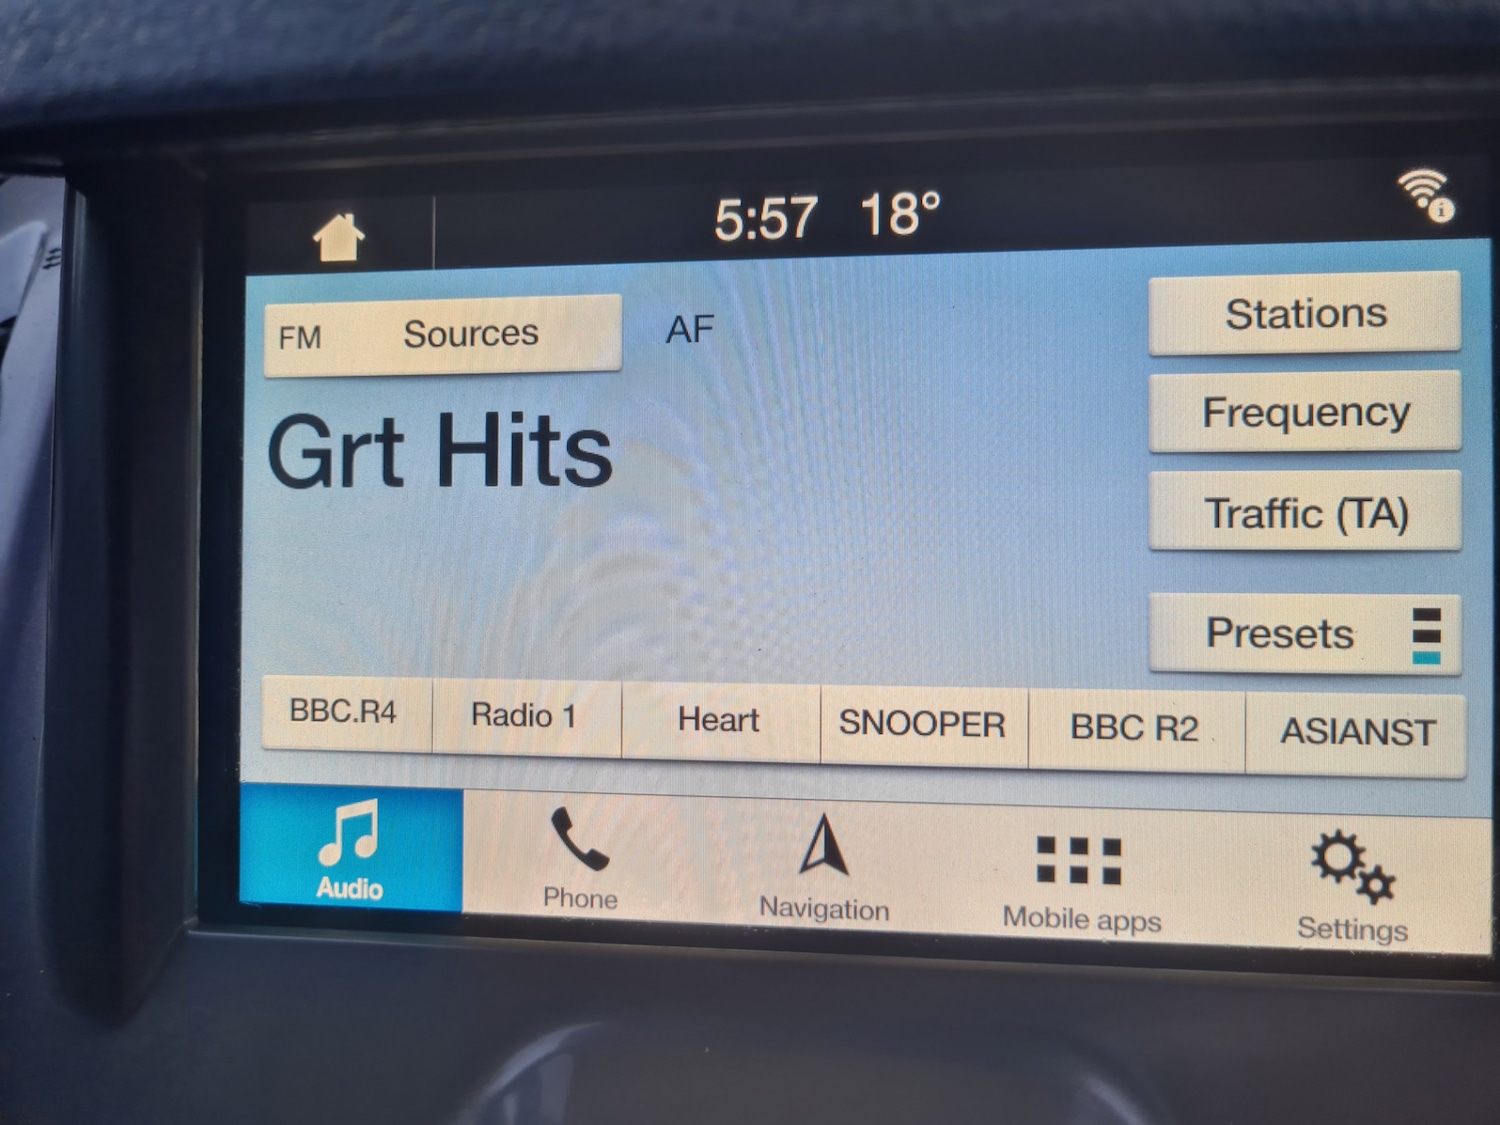 5:57 18°
FM Sources AF
Stations
Grt Hits
Frequency
Traffic (TA)
Presets
BBC.R4 Radio 1 Heart SNOOPER BBC R2 ASIANST
Audio Phone Navigation Mobile apps Settings